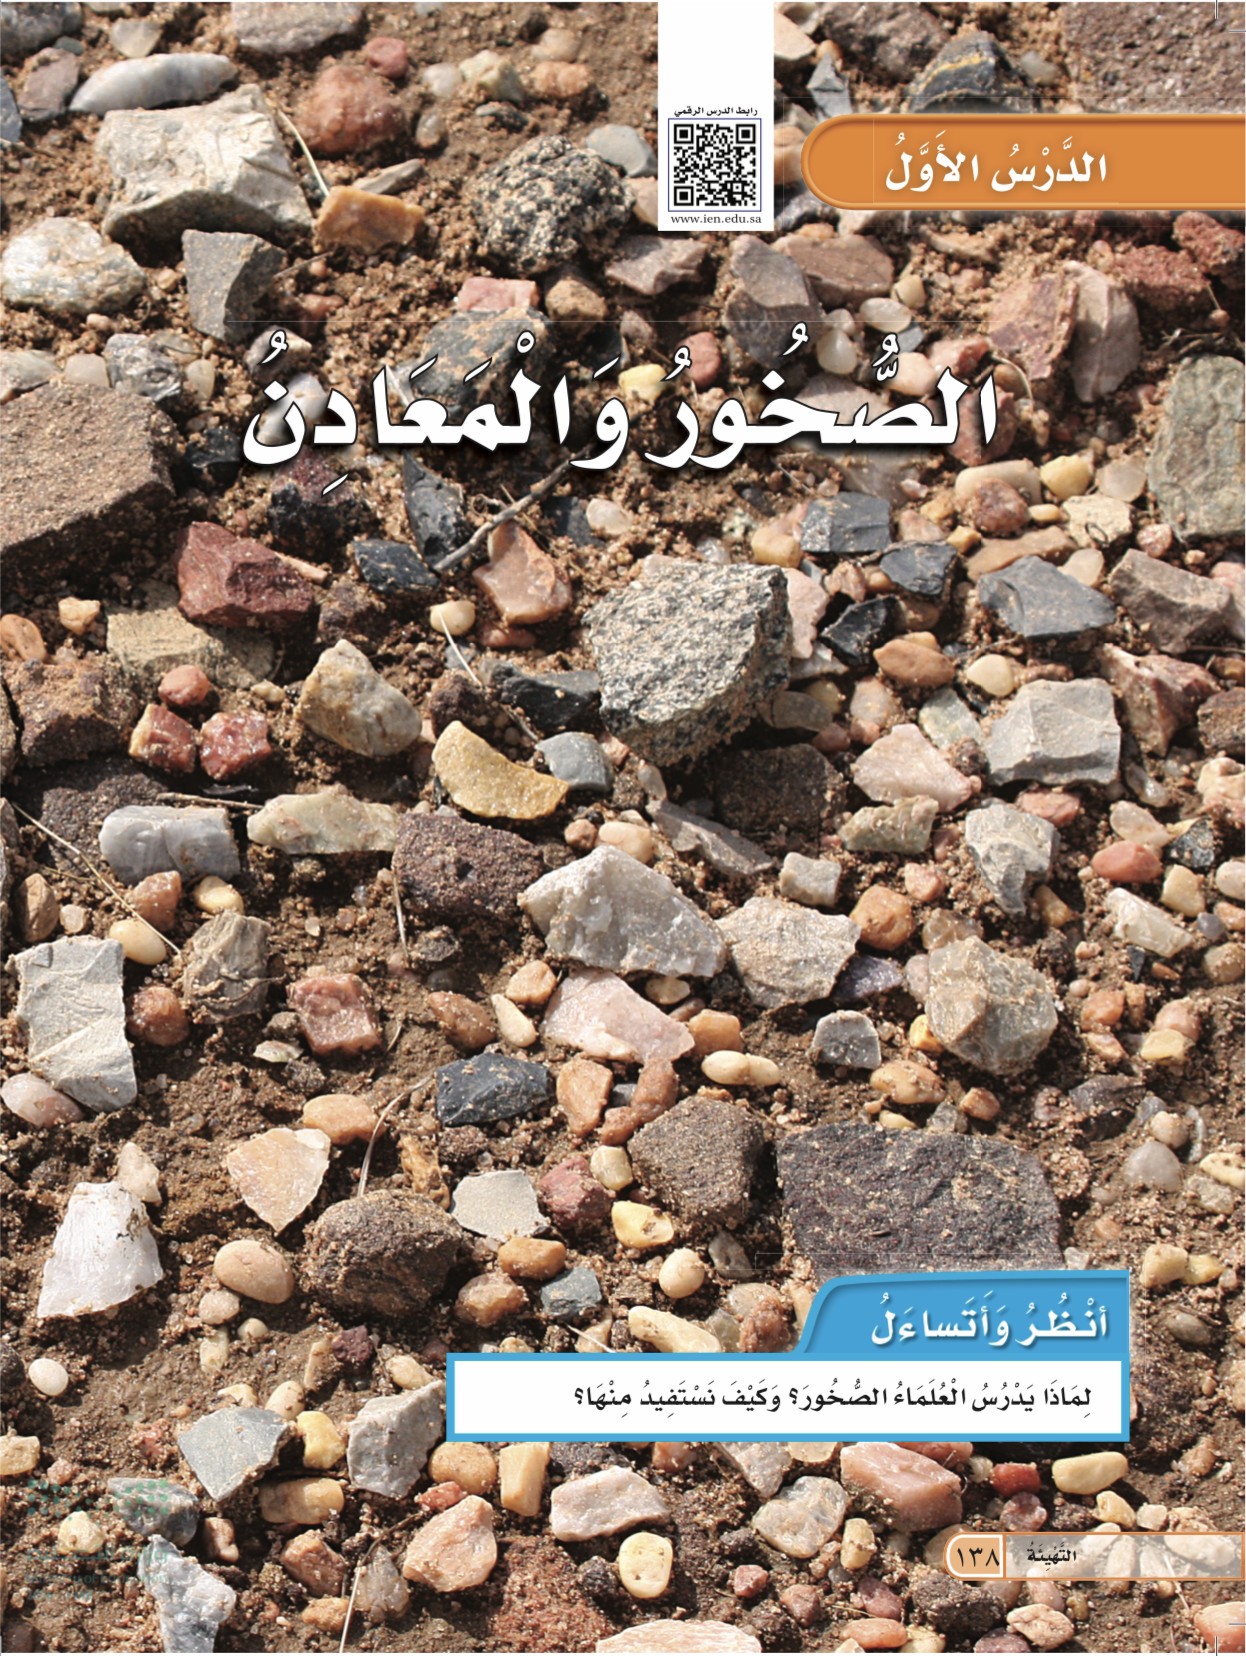 رابط الدرس الرقمي
www.ien.edu.sa
الدَّرْسُ الأَوَّلُ
الصُّخُورُ وَالْمَعَادِنُ
أنْظُرُ وَأَتَساءَلُ
لِمَاذَا يَدْرُسُ الْعُلَمَاءُ الصُّخُورَ؟ وَكَيْفَ نَسْتَفِيدُ مِنْهَا؟
١٣٨ التَّهْيِئَةُ